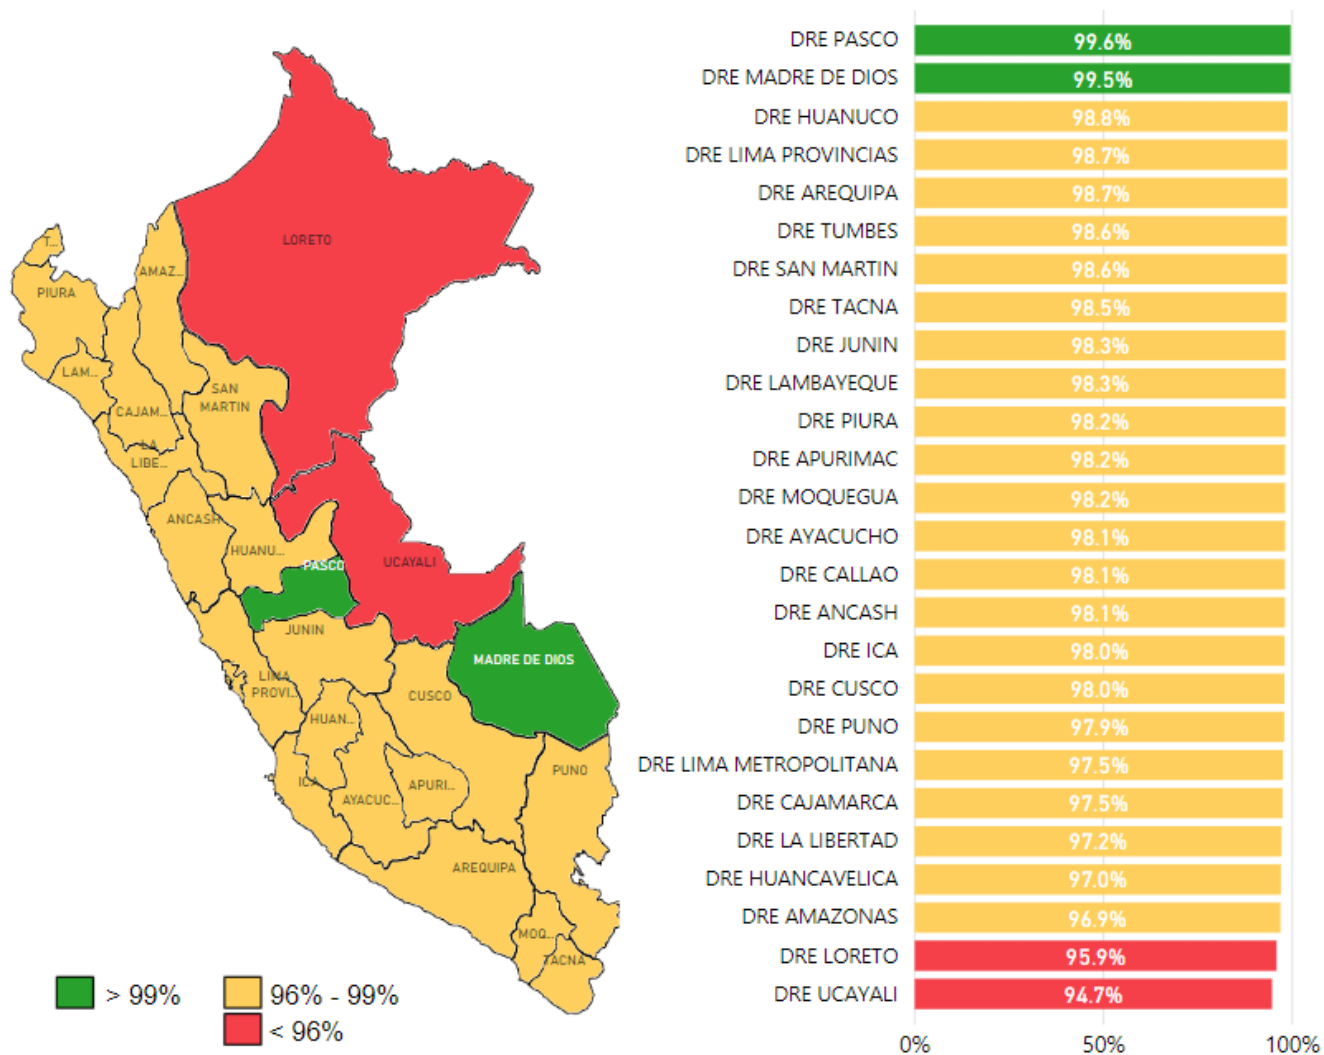 LORETO
T...
AMAZ...
PIURA
LAM...
SAN
MARTIN
CAJAM...
LA
LIBE...
ANCASH
HUANU...
PASCO
UCAYALI
JUNIN
MADRE DE DIOS
LIMA
PROVI...
CUSCO
HUAN...
PUNO
ICA
APURI...
AYACUC...
AREQUIPA
MOQ...
TACNA
> 99%
96% - 99%
< 96%
DRE PASCO 99.6%
DRE MADRE DE DIOS 99.5%
DRE HUANUCO 98.8%
DRE LIMA PROVINCIAS 98.7%
DRE AREQUIPA 98.7%
DRE TUMBES 98.6%
DRE SAN MARTIN 98.6%
DRE TACNA 98.5%
DRE JUNIN 98.3%
DRE LAMBAYEQUE 98.3%
DRE PIURA 98.2%
DRE APURIMAC 98.2%
DRE MOQUEGUA 98.2%
DRE AYACUCHO 98.1%
DRE CALLAO 98.1%
DRE ANCASH 98.1%
DRE ICA 98.0%
DRE CUSCO 98.0%
DRE PUNO 97.9%
DRE LIMA METROPOLITANA 97.5%
DRE CAJAMARCA 97.5%
DRE LA LIBERTAD 97.2%
DRE HUANCAVELICA 97.0%
DRE AMAZONAS 96.9%
DRE LORETO 95.9%
DRE UCAYALI 94.7%
0% 50% 100%